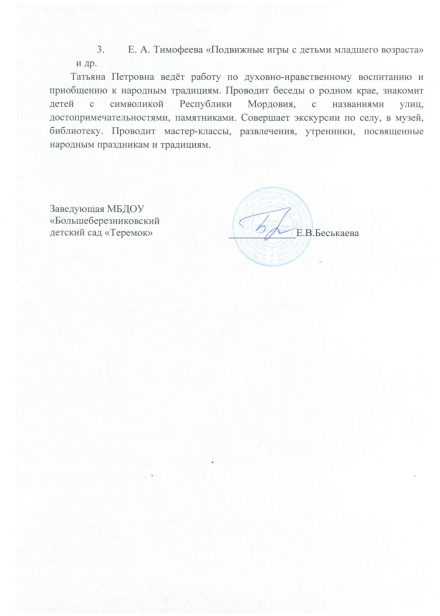 3. Е. А. Тимофеева «Подвижные игры с детьми младшего возраста»
и др.
Татьяна Петровна ведёт работу по духовно-нравственному воспитанию и
приобщению к народным традициям. Проводит беседы о родном крае, знакомит
детей с символикой Республики Мордовия, с названиями улиц,
достопримечательностями, памятниками. Совершает экскурсии по селу, в музей,
библиотеку. Проводит мастер-классы, развлечения, утренники, посвященные
народным праздникам и традициям.
Заведующая МБДОУ
«Большеберезниковский
детский сад «Теремок» Е.В.Беськаева